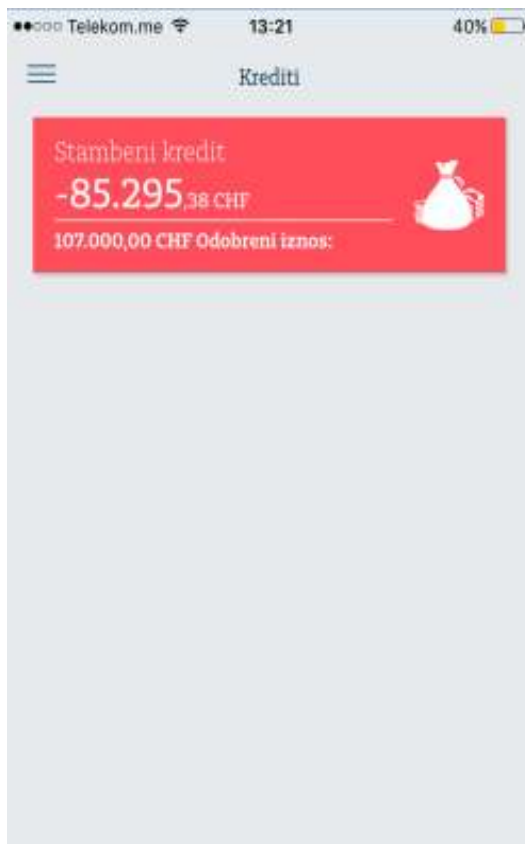 Telekom.me 13:21 40%
Krediti
Stambeni kredit
-85.295,38 CHF
107.000,00 CHF Odobreni iznos: